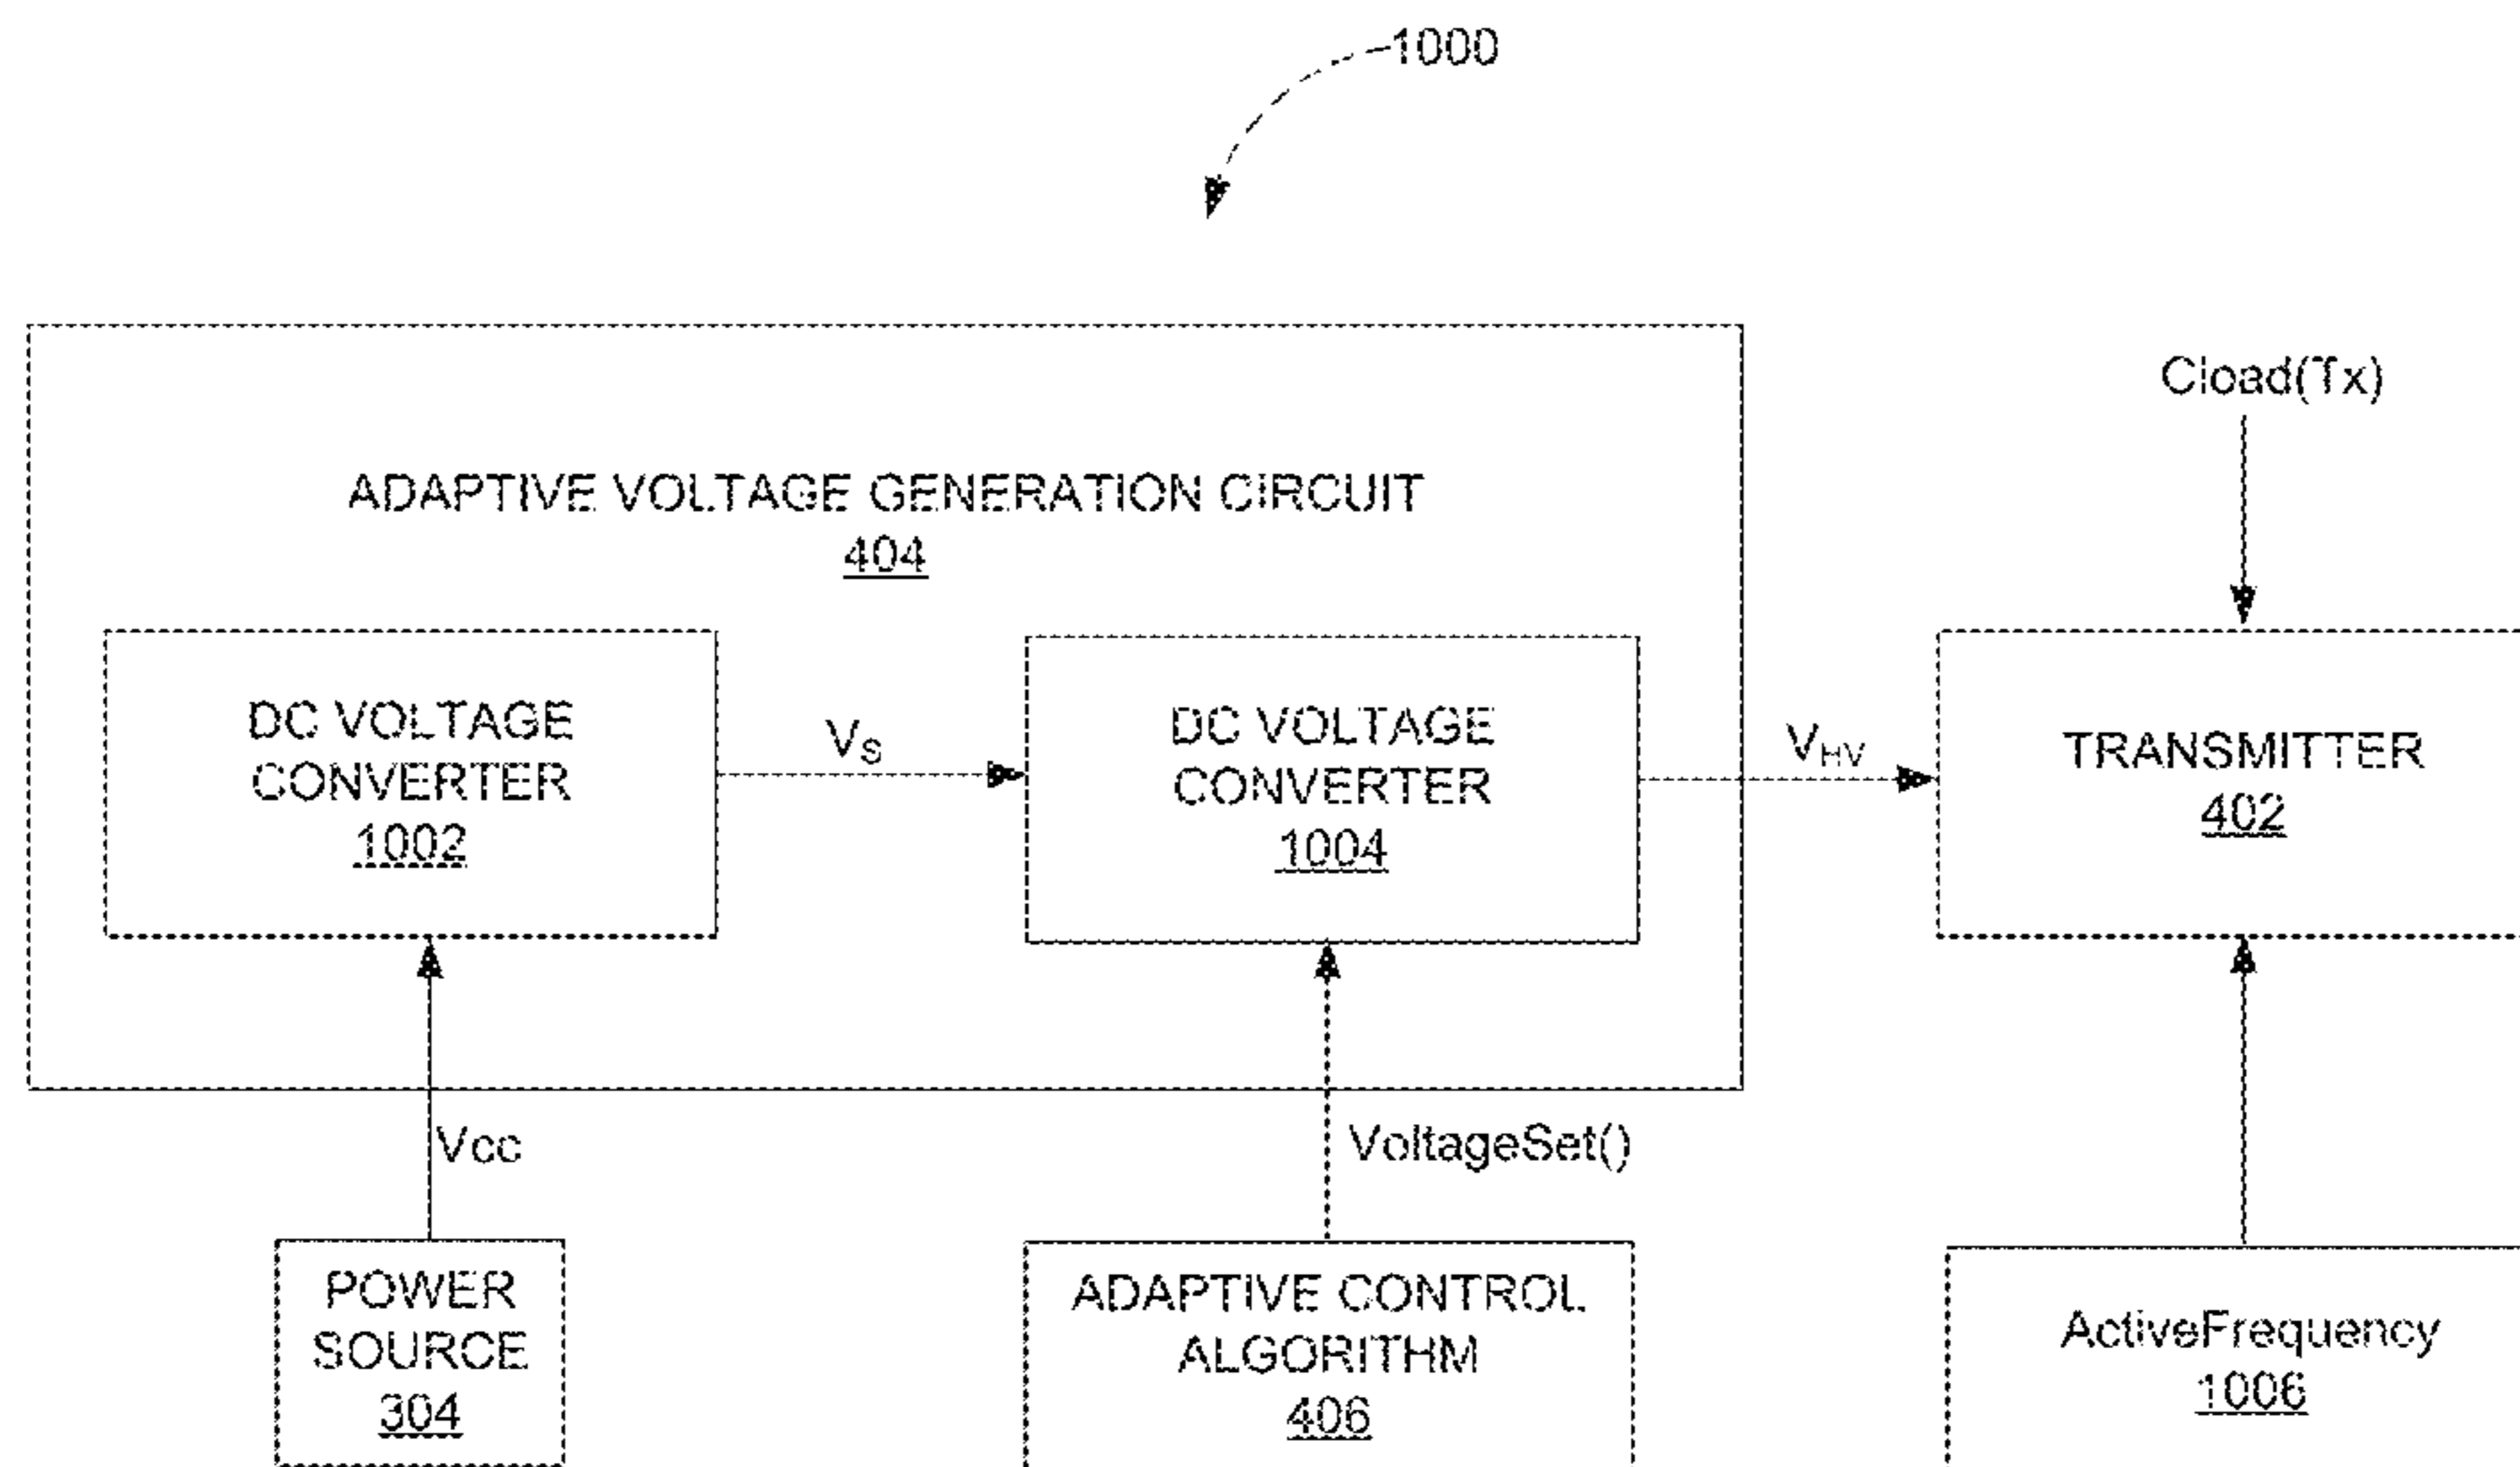 1000
Cload(Tx)
ADAPTIVE VOLTAGE GENERATION CIRCUIT
404
DC VOLTAGE
CONVERTER
1002
VS
DC VOLTAGE
CONVERTER
1004
VHV
TRANSMITTER
402
Vcc
VoltageSet()
POWER
SOURCE
304
ADAPTIVE CONTROL
ALGORITHM
406
ActiveFrequency
1006